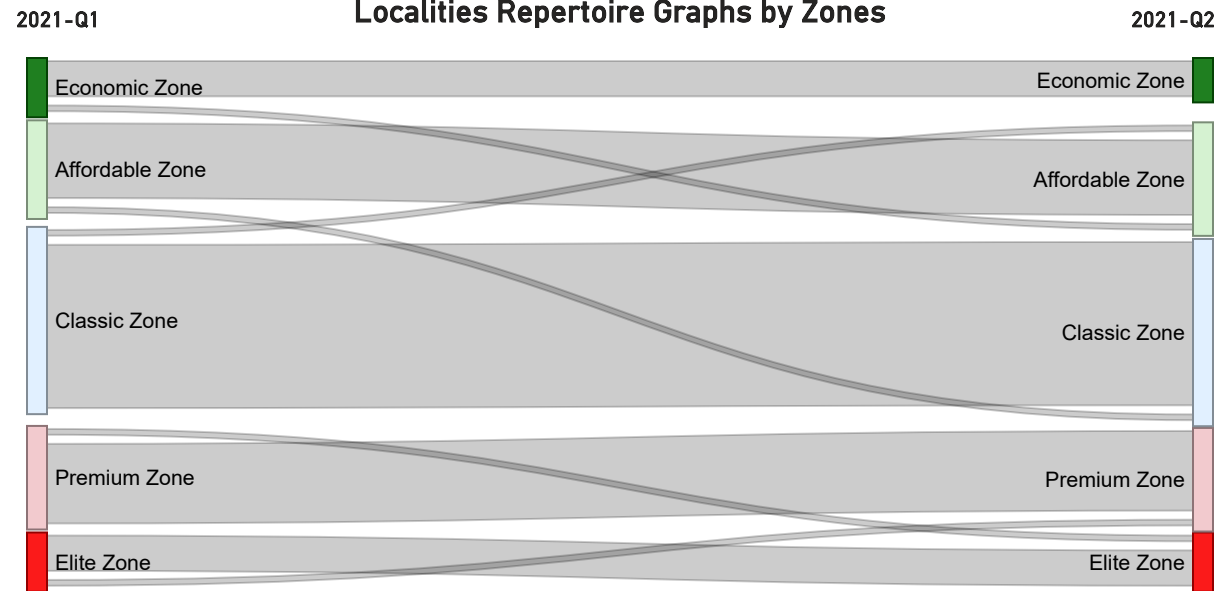 Localities Repertoire Graphs by Zones
2021-Q1
2021-Q2
Economic Zone
Economic Zone
Affordable Zone
Affordable Zone
Classic Zone
Classic Zone
Premium Zone
Premium Zone
Elite Zone
Elite Zone